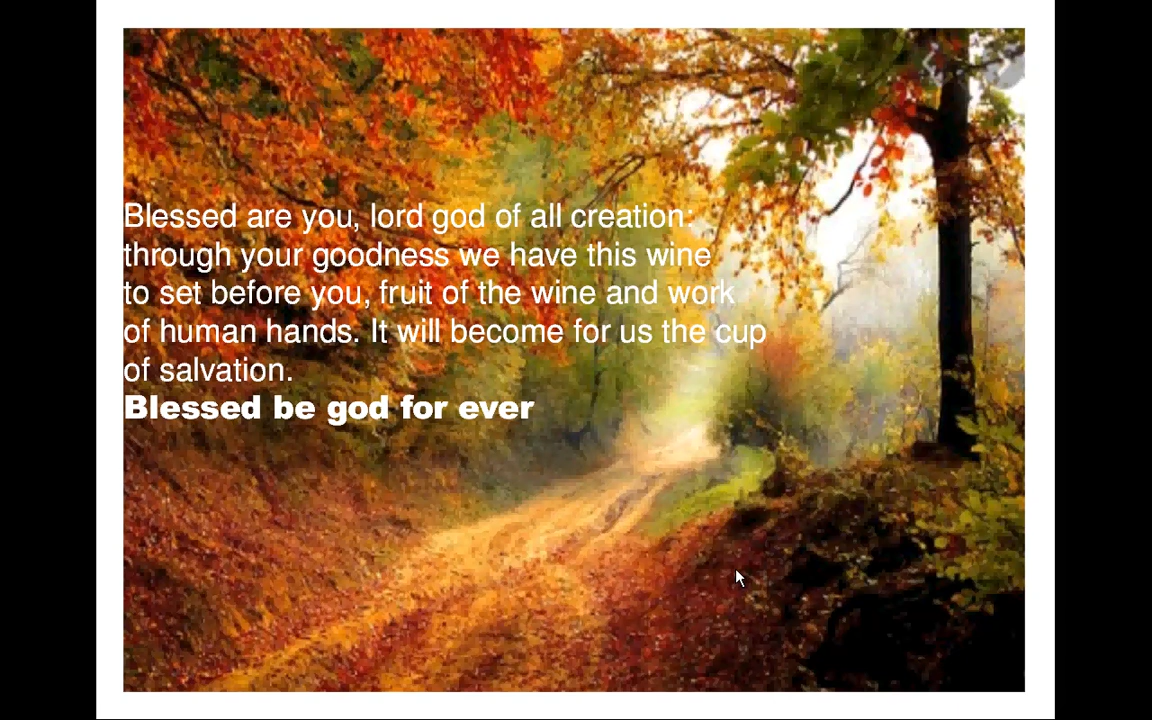 Blessed are you, lord god of all creation:
through your goodness we have this wine
to set before you, fruit of the wine and work
of human hands. It will become for us the cup
of salvation.
Blessed be god for ever